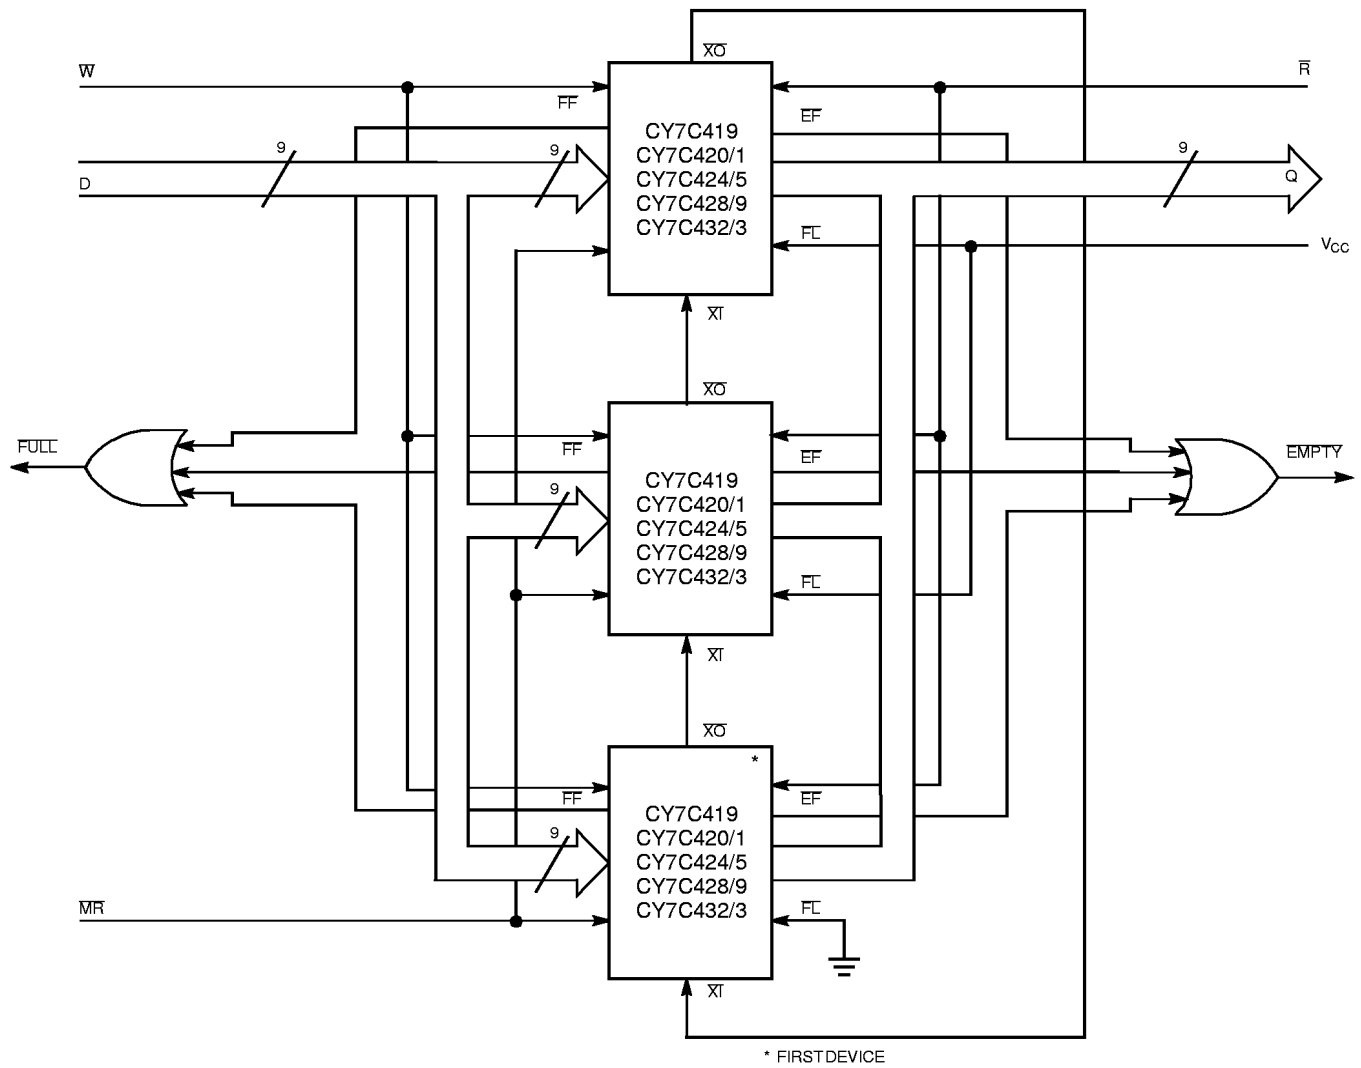 XO
W
R
FF
EF
CY7C419
CY7C420/1
CY7C424/5
CY7C428/9
CY7C432/3
9
9
9
D
Q
FL
VCC
XI
XO
FULL
FF
EF
EMPTY
CY7C419
CY7C420/1
CY7C424/5
CY7C428/9
CY7C432/3
9
FL
XI
XO
*
FF
EF
CY7C419
CY7C420/1
CY7C424/5
CY7C428/9
CY7C432/3
9
MR
FL
XI
* FIRST DEVICE